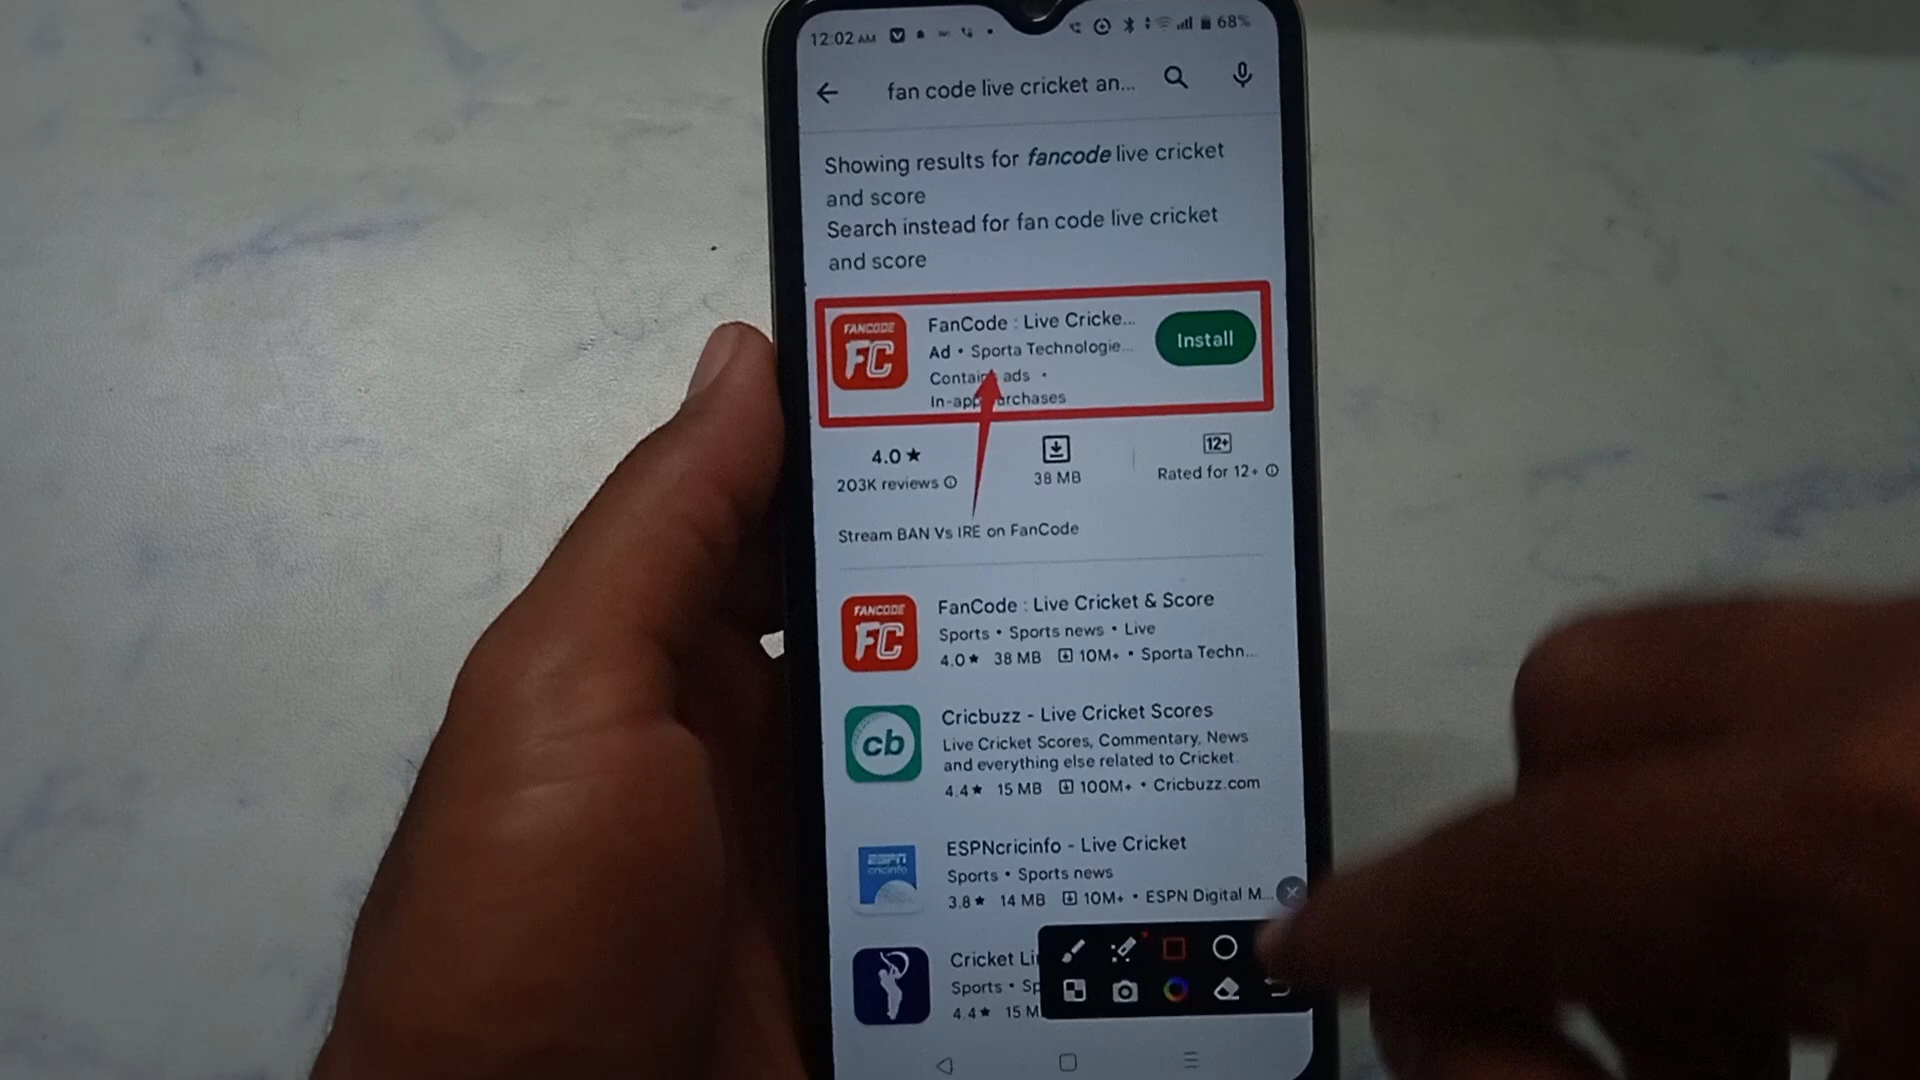 12:02 AM
68%
fan code live cricket an...
Showing results for fancode live cricket
and score
Search instead for fan code live cricket
and score
FANCODE
FC
FanCode : Live Cricke...
Ad • Sporta Technologie...
Install
Contains ads •
In-app purchases
4.0 ★
203K reviews
38 MB
12+
Rated for 12+
Stream BAN Vs IRE on FanCode
FANCODE
FC
FanCode : Live Cricket & Score
Sports • Sports news • Live
4.0 ★ 38 MB 10M+ • Sporta Techn...
cb
Cricbuzz - Live Cricket Scores
Live Cricket Scores, Commentary, News
and everything else related to Cricket.
4.4 ★ 15 MB 100M+ • Cricbuzz.com
ESPN
cricinfo
ESPNcricinfo - Live Cricket
Sports • Sports news
3.8 ★ 14 MB 10M+ • ESPN Digital M...
Cricket
Sports •
4.4 ★ 15